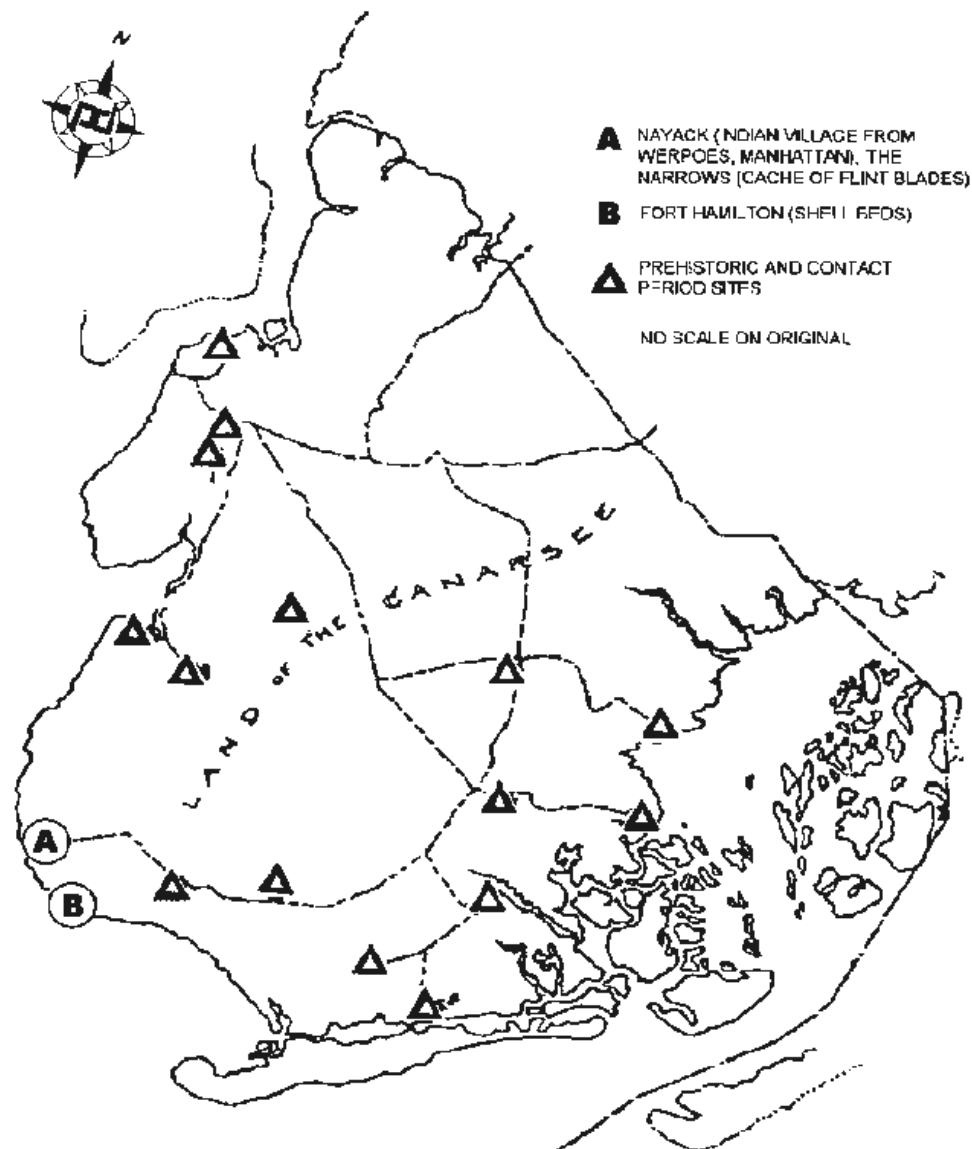 N
A NAYACK (INDIAN VILLAGE FROM
WERPOES, MANHATTAN), THE
NARROWS (CACHE OF FLINT BLADES)
B FORT HAMILTON (SHELL BEDS)
PREHISTORIC AND CONTACT
PERIOD SITES
NO SCALE ON ORIGINAL
LAND OF THE CANARSEE
A
B